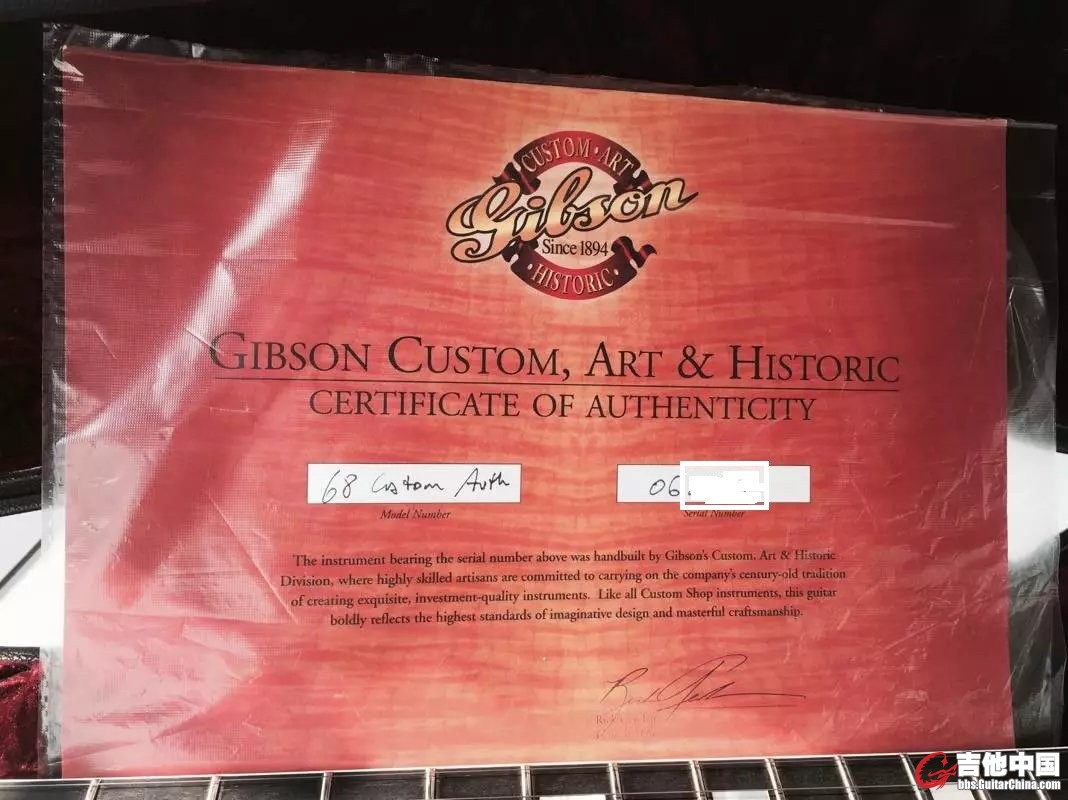 CUSTOM · ART
Gibson
Since 1894
· HISTORIC ·
GIBSON CUSTOM, ART & HISTORIC
CERTIFICATE OF AUTHENTICITY
68 Custom Auth
06
Model Number
Serial Number
The instrument bearing the serial number above was handbuilt by Gibson's Custom, Art & Historic
Division, where highly skilled artisans are committed to carrying on the company's century-old tradition
of creating exquisite, investment-quality instruments. Like all Custom Shop instruments, this guitar
boldly reflects the highest standards of imaginative design and masterful craftsmanship.
吉他中国
bbs.GuitarChina.com